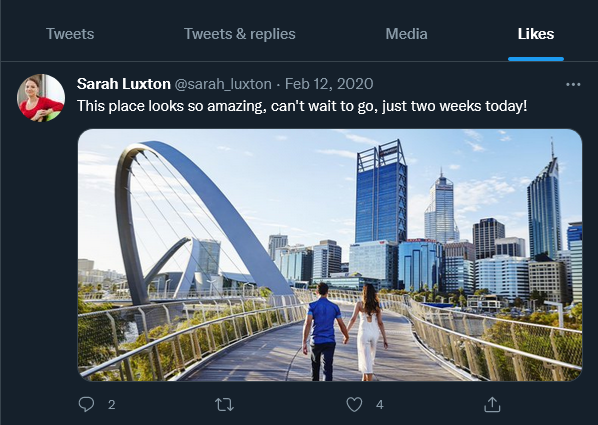 Tweets Tweets & replies Media Likes
Sarah Luxton @sarah_luxton · Feb 12, 2020
This place looks so amazing, can't wait to go, just two weeks today!
2 4